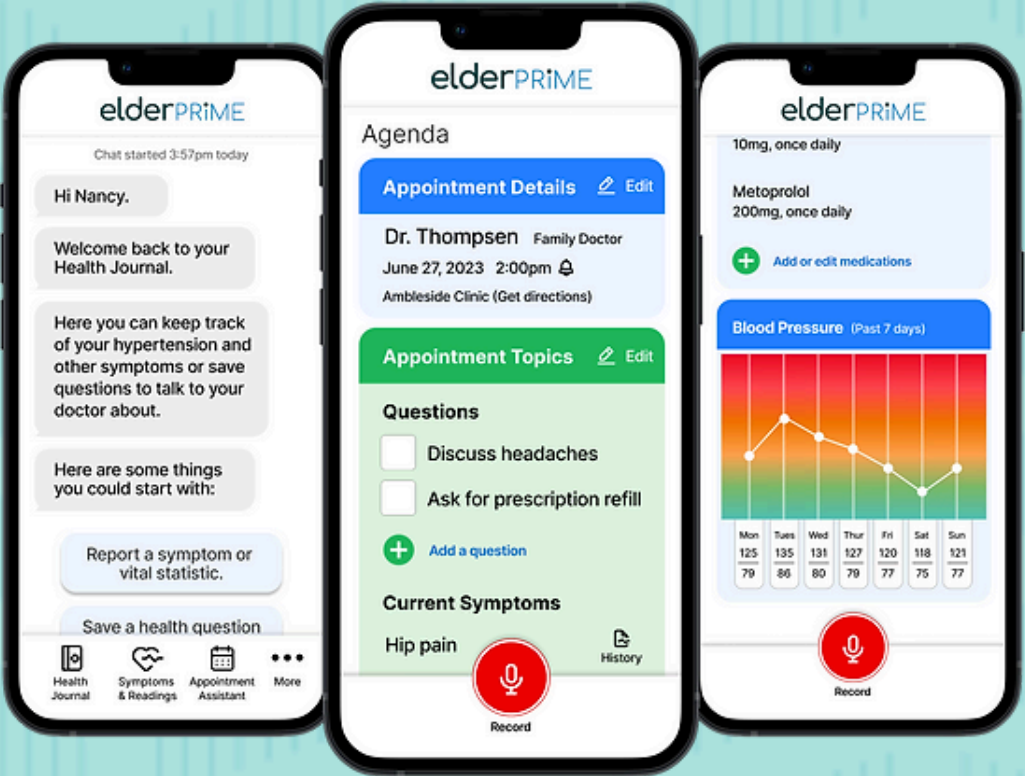 elderPRiME
Chat started 3:57pm today
Hi Nancy.
Welcome back to your
Health Journal.
Here you can keep track
of your hypertension and
other symptoms or save
questions to talk to your
doctor about.
Here are some things
you could start with:
Report a symptom or
vital statistic.
Save a health question
Health
Journal
Symptoms
& Readings
Appointment
Assistant
More
elderPRiME
Agenda
Appointment Details Edit
Dr. Thompsen Family Doctor
June 27, 2023 2:00pm
Ambleside Clinic (Get directions)
Appointment Topics Edit
Questions
Discuss headaches
Ask for prescription refill
Add a question
Current Symptoms
Hip pain
History
Record
elderPRiME
10mg, once daily
Metoprolol
200mg, once daily
Add or edit medications
Blood Pressure (Past 7 days)
Mon Tues Wed Thur Fri Sat Sun
125 135 131 127 120 118 121
79 86 80 79 77 75 77
Record